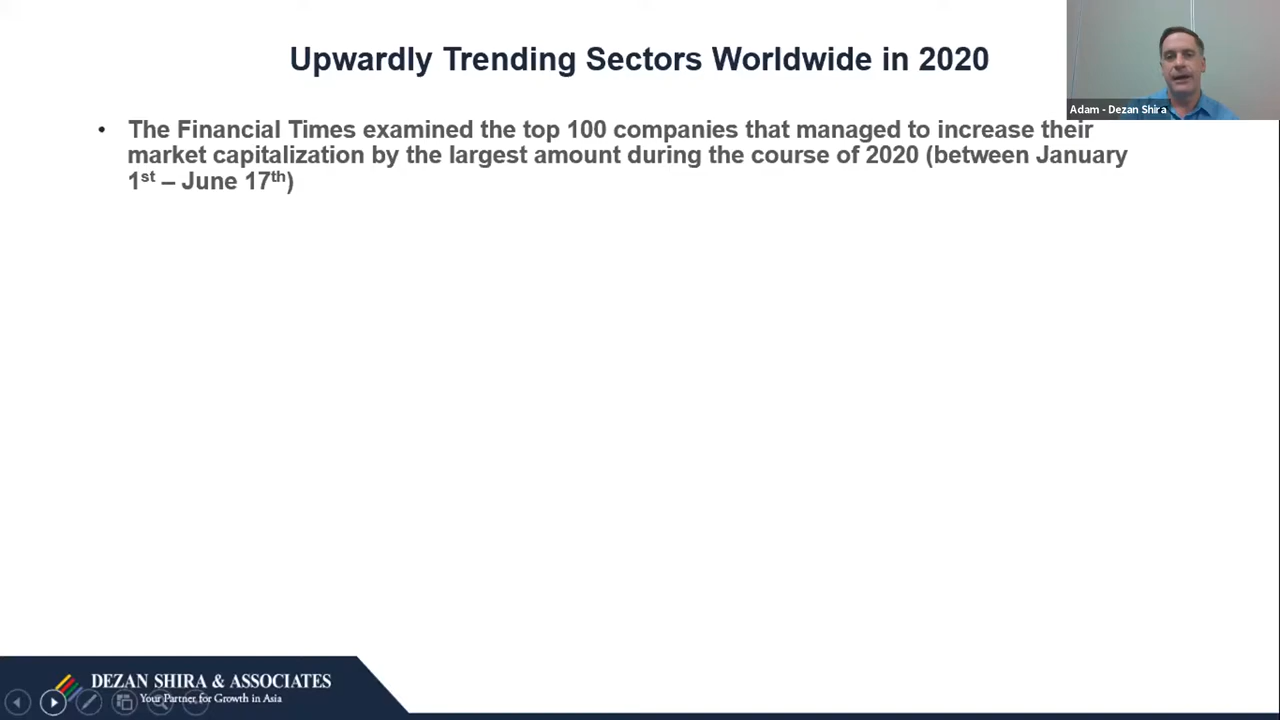 Upwardly Trending Sectors Worldwide in 2020
Adam - Dezan Shira
• The Financial Times examined the top 100 companies that managed to increase their
market capitalization by the largest amount during the course of 2020 (between January
1st – June 17th)
DEZAN SHIRA & ASSOCIATES
Your Partner for Growth in Asia